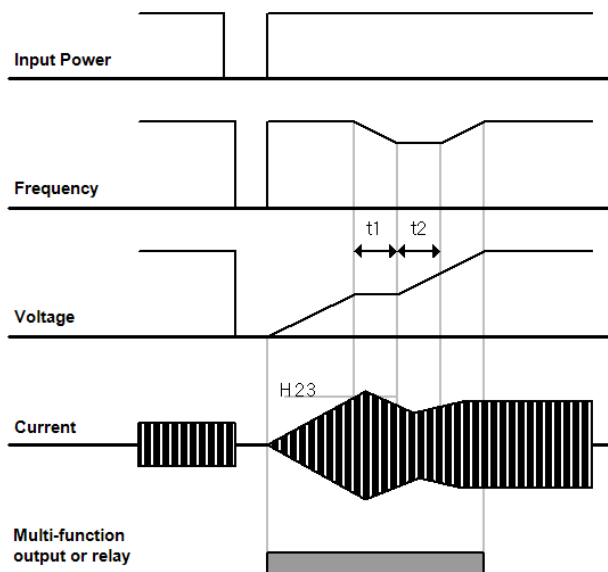 Input Power
Frequency
t1 t2
Voltage
H23
Current
Multi-function
output or relay